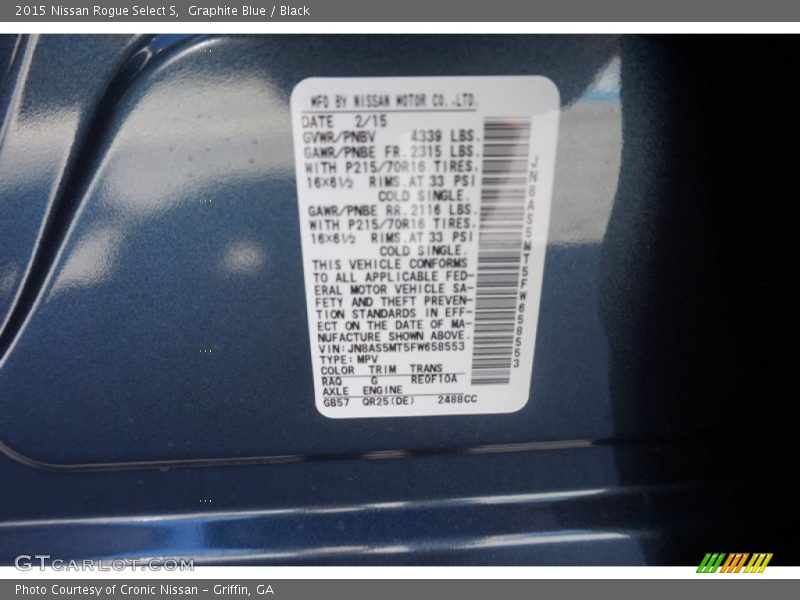 2015 Nissan Rogue Select S, Graphite Blue / Black
MFD BY NISSAN MOTOR CO.,LTD.
DATE 2/15
GVWR/PNBV 4339 LBS.
GAWR/PNBE FR.2315 LBS.
WITH P215/70R16 TIRES.
16X6½ RIMS.AT 33 PSI
COLD SINGLE.
GAWR/PNBE RR.2116 LBS.
WITH P215/70R16 TIRES.
16X6½ RIMS.AT 33 PSI
COLD SINGLE.
THIS VEHICLE CONFORMS
TO ALL APPLICABLE FED-
ERAL MOTOR VEHICLE SA-
FETY AND THEFT PREVEN-
TION STANDARDS IN EFF-
ECT ON THE DATE OF MA-
NUFACTURE SHOWN ABOVE.
VIN:JN8AS5MT5FW658553
TYPE:MPV
COLOR TRIM TRANS
RAQ G RE0F10A
AXLE ENGINE
GB57 QR25(DE) 2488CC
JN8AS5MT5FW658553
GTcarlot.com
Photo Courtesy of Cronic Nissan - Griffin, GA